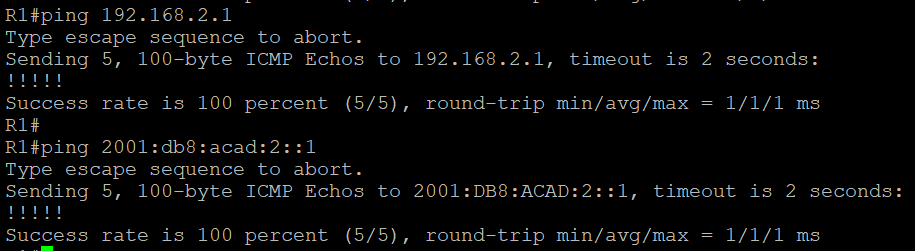 R1#ping 192.168.2.1
Type escape sequence to abort.
Sending 5, 100-byte ICMP Echos to 192.168.2.1, timeout is 2 seconds:
!!!!!
Success rate is 100 percent (5/5), round-trip min/avg/max = 1/1/1 ms
R1#
R1#ping 2001:db8:acad:2::1
Type escape sequence to abort.
Sending 5, 100-byte ICMP Echos to 2001:DB8:ACAD:2::1, timeout is 2 seconds:
!!!!!
Success rate is 100 percent (5/5), round-trip min/avg/max = 1/1/1 ms